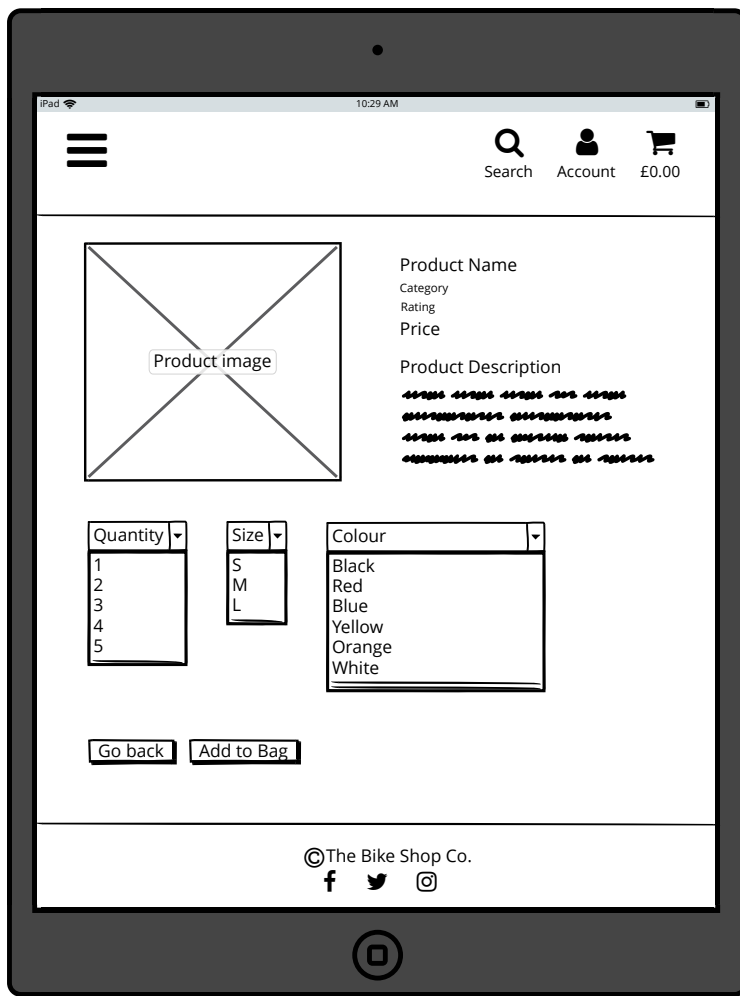 iPad 10:29 AM
Search Account £0.00
Product image
Product Name
Category
Rating
Price
Product Description
Quantity
1
2
3
4
5
Size
S
M
L
Colour
Black
Red
Blue
Yellow
Orange
White
Go back Add to Bag
©The Bike Shop Co.